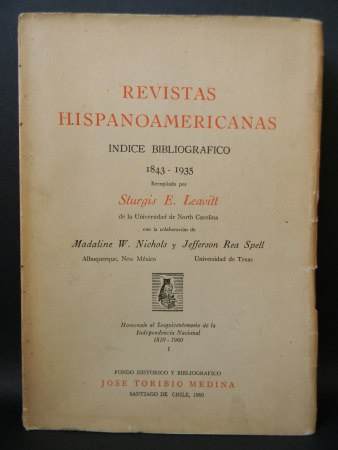 REVISTAS
HISPANOAMERICANAS
INDICE BIBLIOGRAFICO
1843 - 1935
Recopilado por
Sturgis E. Leavitt
de la Universidad de North Carolina
con la colaboración de
Madaline W. Nichols y Jefferson Rea Spell
Albuquerque, New México Universidad de Texas
Homenaje al Sesquicentenario de la
Independencia Nacional
1810 - 1960
I
FONDO HISTORICO Y BIBLIOGRAFICO
JOSE TORIBIO MEDINA
SANTIAGO DE CHILE, 1960